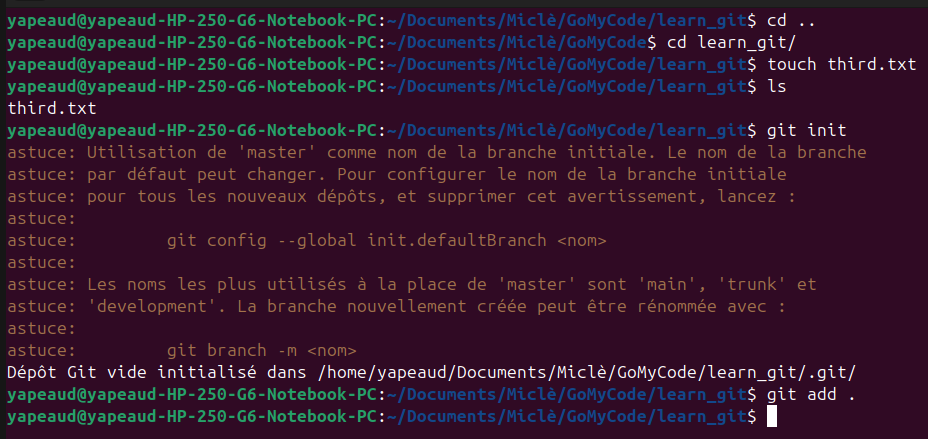 yapeaud@yapeaud-HP-250-G6-Notebook-PC:~/Documents/Miclè/GoMyCode/learn_git$ cd ..
yapeaud@yapeaud-HP-250-G6-Notebook-PC:~/Documents/Miclè/GoMyCode$ cd learn_git/
yapeaud@yapeaud-HP-250-G6-Notebook-PC:~/Documents/Miclè/GoMyCode/learn_git$ touch third.txt
yapeaud@yapeaud-HP-250-G6-Notebook-PC:~/Documents/Miclè/GoMyCode/learn_git$ ls
third.txt
yapeaud@yapeaud-HP-250-G6-Notebook-PC:~/Documents/Miclè/GoMyCode/learn_git$ git init
astuce: Utilisation de 'master' comme nom de la branche initiale. Le nom de la branche
astuce: par défaut peut changer. Pour configurer le nom de la branche initiale
astuce: pour tous les nouveaux dépôts, et supprimer cet avertissement, lancez :
astuce:
astuce:         git config --global init.defaultBranch <nom>
astuce:
astuce: Les noms les plus utilisés à la place de 'master' sont 'main', 'trunk' et
astuce: 'development'. La branche nouvellement créée peut être rénommée avec :
astuce:
astuce:         git branch -m <nom>
Dépôt Git vide initialisé dans /home/yapeaud/Documents/Miclè/GoMyCode/learn_git/.git/
yapeaud@yapeaud-HP-250-G6-Notebook-PC:~/Documents/Miclè/GoMyCode/learn_git$ git add .
yapeaud@yapeaud-HP-250-G6-Notebook-PC:~/Documents/Miclè/GoMyCode/learn_git$